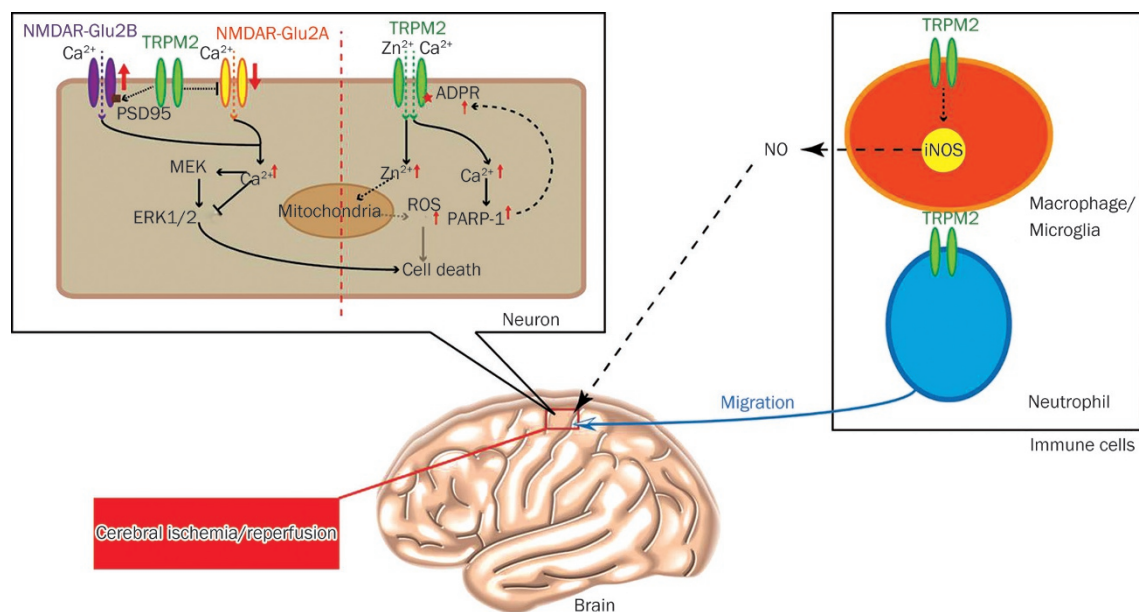 NMDAR-Glu2B
TRPM2
NMDAR-Glu2A
Ca²⁺
Ca²⁺
PSD95
MEK
Ca²⁺
ERK1/2
TRPM2
Zn²⁺
Ca²⁺
ADPR
Zn²⁺
Ca²⁺
Mitochondria
ROS
PARP-1
Cell death
Neuron
TRPM2
iNOS
NO
Macrophage/
Microglia
TRPM2
Neutrophil
Immune cells
Migration
Cerebral ischemia/reperfusion
Brain